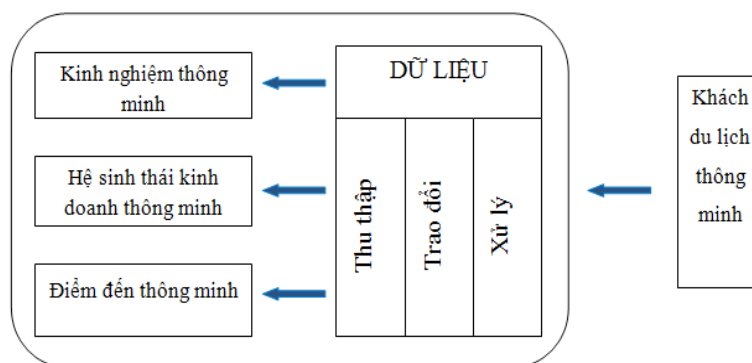 Kinh nghiệm thông
minh
Hệ sinh thái kinh
doanh thông minh
Điểm đến thông minh
DỮ LIỆU
Thu thập
Trao đổi
Xử lý
Khách
du lịch
thông
minh